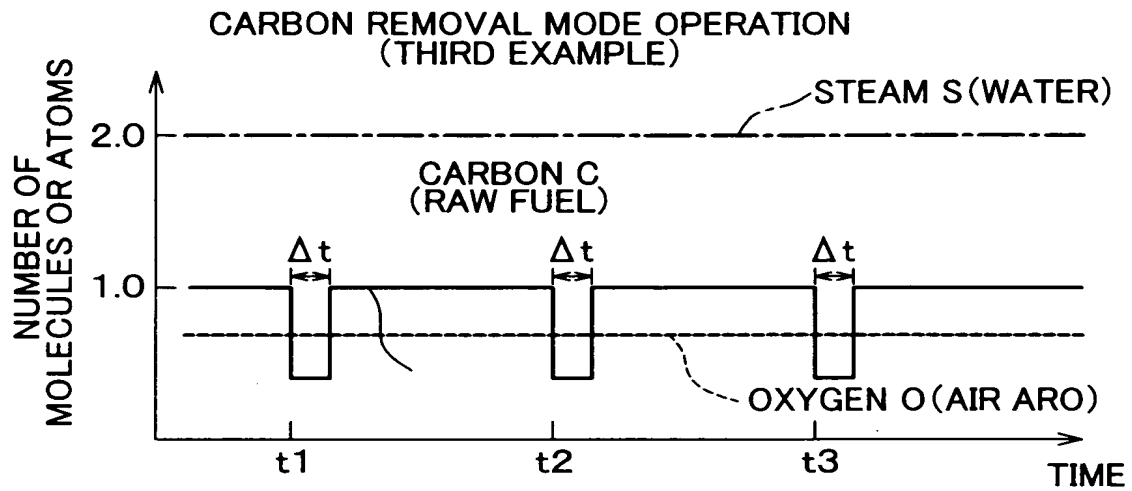 CARBON REMOVAL MODE OPERATION
(THIRD EXAMPLE)
NUMBER OF
MOLECULES OR ATOMS
STEAM S(WATER)
2.0
CARBON C
(RAW FUEL)
Δt Δt Δt
1.0
OXYGEN O(AIR ARO)
t1 t2 t3
TIME